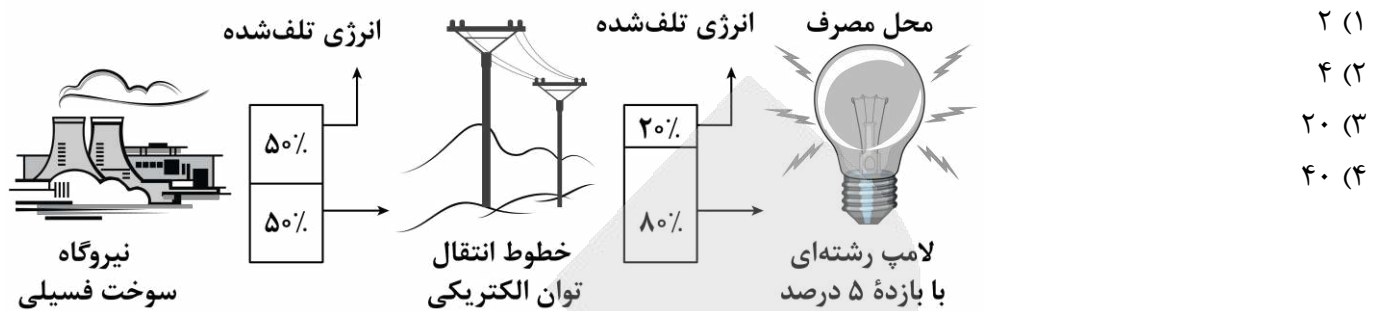 انرژی تلف‌شده
انرژی تلف‌شده
محل مصرف
۵۰٪
۵۰٪
۲۰٪
۸۰٪
نیروگاه
سوخت فسیلی
خطوط انتقال
توان الکتریکی
لامپ رشته‌ای
با بازدهٔ ۵ درصد
۱) ۲
۲) ۴
۳) ۲۰
۴) ۴۰